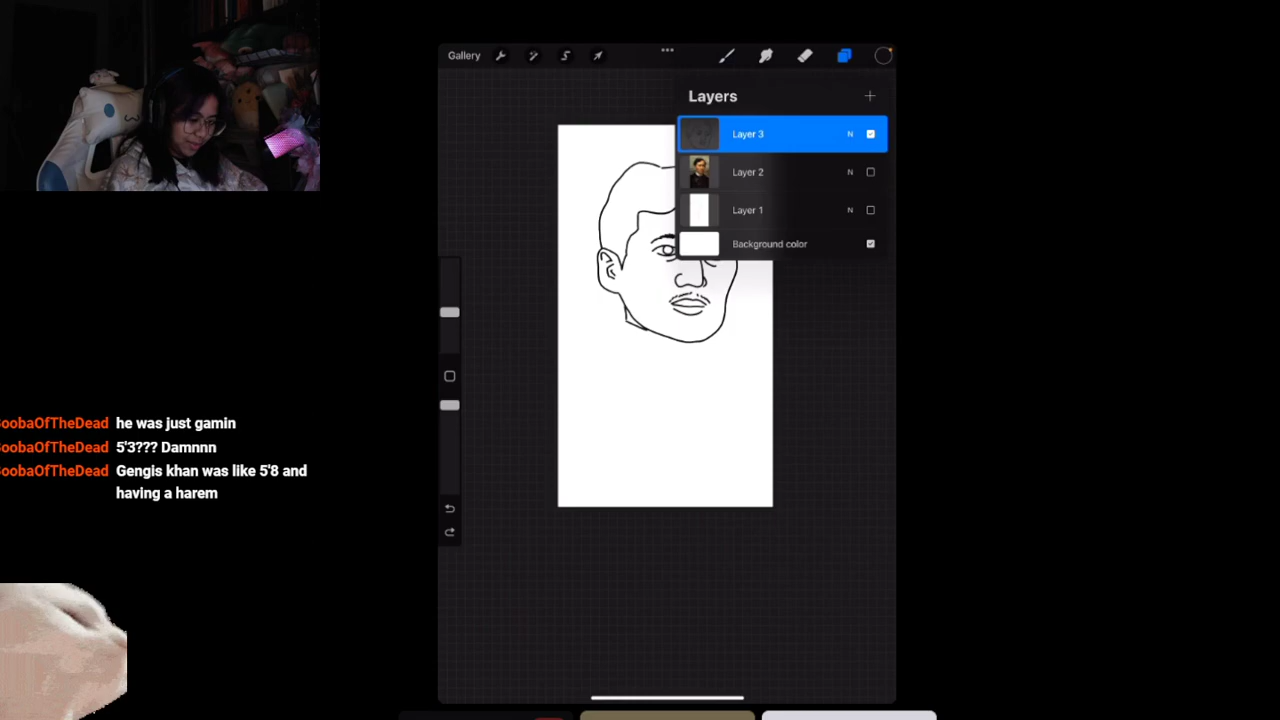 Gallery
Layers
Layer 3 N
Layer 2 N
Layer 1 N
Background color
oobaOfTheDead he was just gamin
oobaOfTheDead 5'3??? Damnnn
oobaOfTheDead Gengis khan was like 5'8 and
having a harem